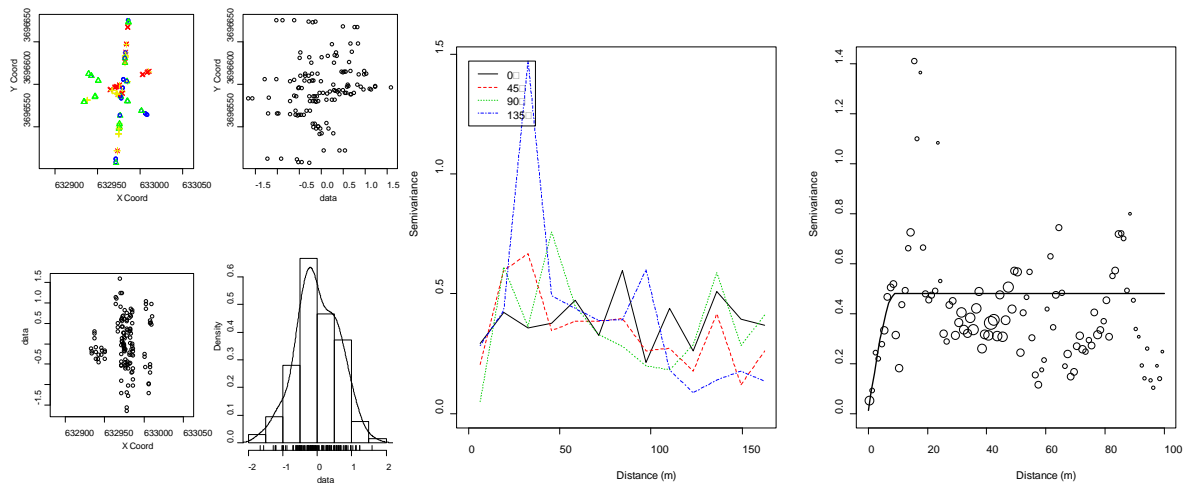 Y Coord
3696550 3696600 3696650
632900 632950 633000 633050
X Coord
Y Coord
3696550 3696600 3696650
-1.5 -0.5 0.0 0.5 1.0 1.5
data
data
-1.5 -0.5 0.5 1.5
632900 632950 633000 633050
X Coord
Density
0.0 0.1 0.2 0.3 0.4 0.5 0.6
-2 -1 0 1 2
data
Semivariance
0.0 0.5 1.0 1.5
0□
45□
90□
135□
0 50 100 150
Distance (m)
Semivariance
0.0 0.2 0.4 0.6 0.8 1.0 1.2 1.4
0 20 40 60 80 100
Distance (m)